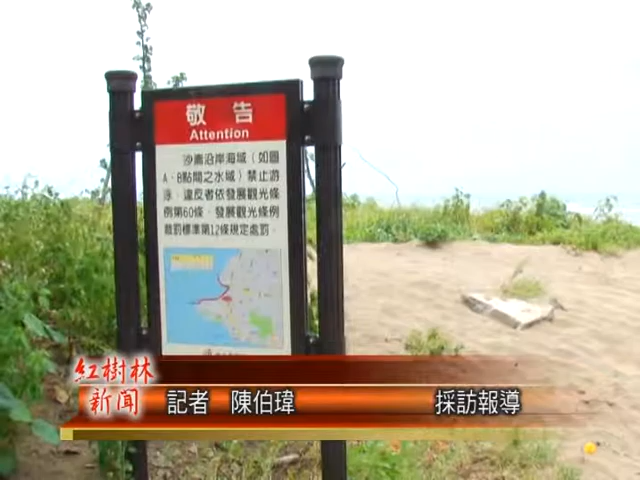 敬告
Attention
沙崙沿岸海域（如圖
A、B點間之水域）禁止游
泳，違反者依發展觀光條
例第60條、發展觀光條例
裁罰標準第12條規定處罰。
紅樹林
新聞
記者 陳伯瑋 採訪報導